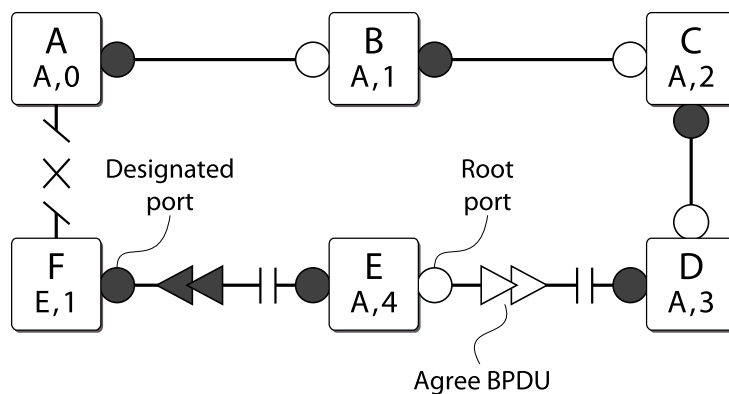 A
A,0
B
A,1
C
A,2
Designated
port
Root
port
F
E,1
E
A,4
D
A,3
Agree BPDU